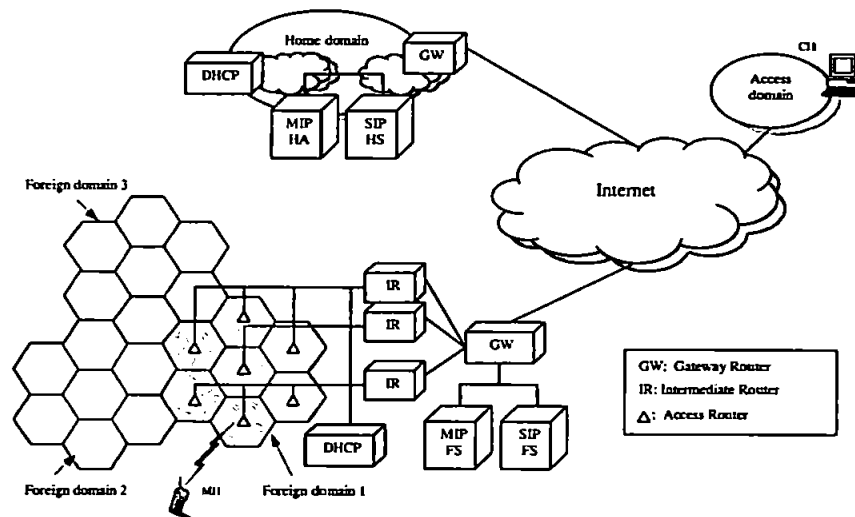 Home domain
GW
DHCP
MIP
HA
SIP
HS
CH
Access
domain
Internet
Foreign domain 3
IR
IR
IR
GW
MIP
FS
SIP
FS
DHCP
Foreign domain 2
MH
Foreign domain 1
GW: Gateway Router
IR: Intermediate Router
△: Access Router